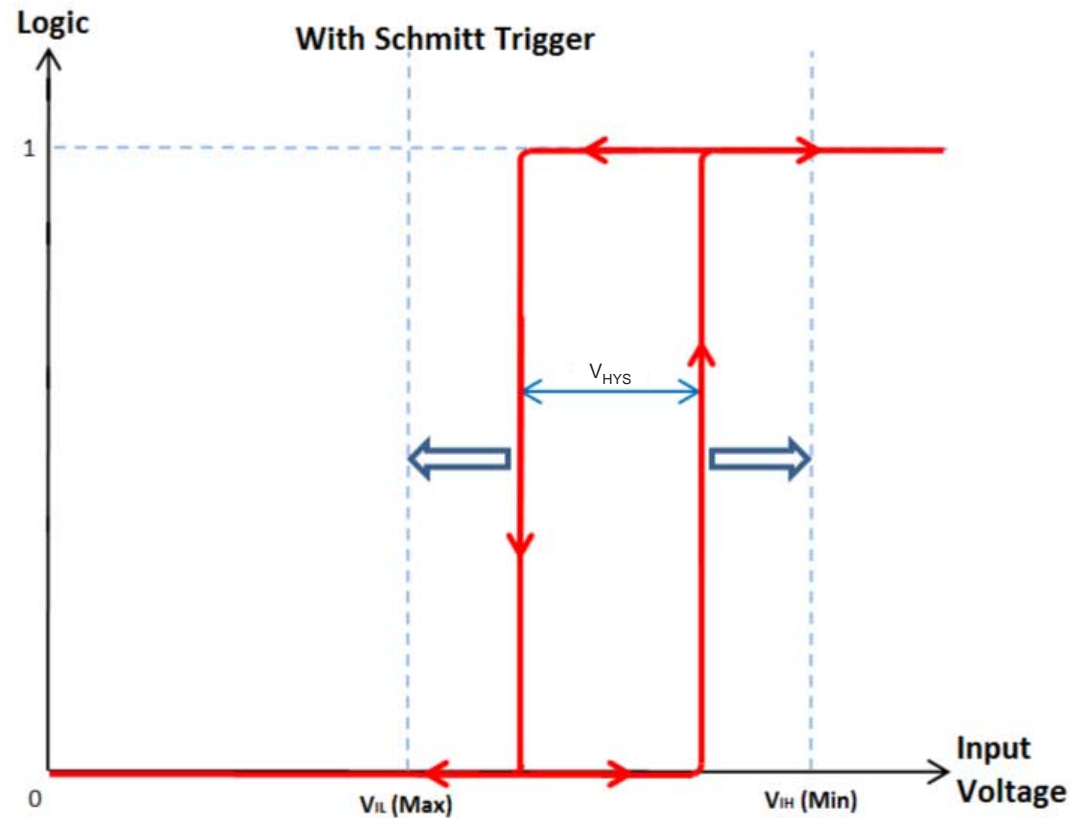 Logic
With Schmitt Trigger
1
VHYS
0
VIL (Max)
VIH (Min)
Input
Voltage